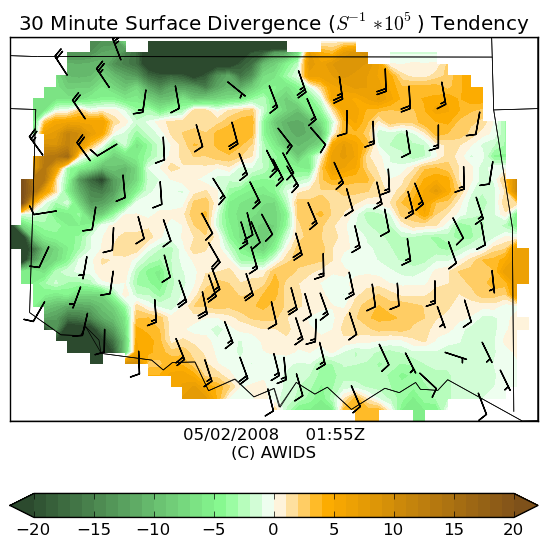 30 Minute Surface Divergence (S⁻¹ *10⁵ ) Tendency
05/02/2008 01:55Z
(C) AWIDS
−20 −15 −10 −5 0 5 10 15 20